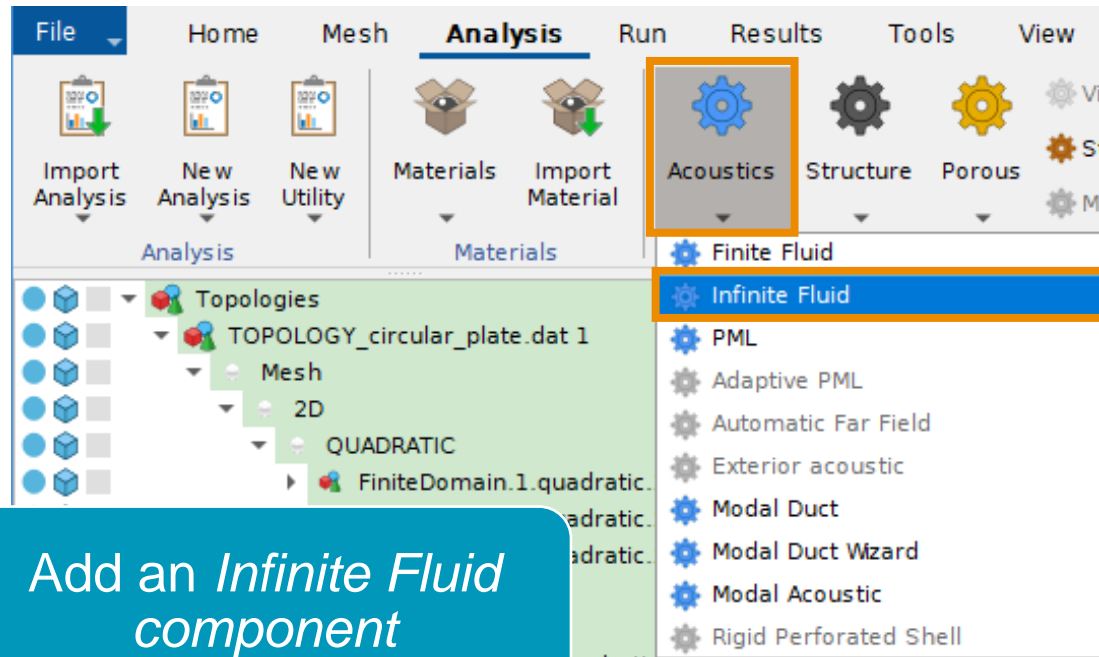 File Home Mesh Analysis Run Results Tools View
Import Analysis
New Analysis
New Utility
Materials
Import Material
Acoustics
Structure
Porous
Analysis
Materials
Finite Fluid
Infinite Fluid
PML
Adaptive PML
Automatic Far Field
Exterior acoustic
Modal Duct
Modal Duct Wizard
Modal Acoustic
Rigid Perforated Shell
Topologies
TOPOLOGY_circular_plate.dat 1
Mesh
2D
QUADRATIC
FiniteDomain.1.quadratic.
adratic.
adratic.
Add an Infinite Fluid
component